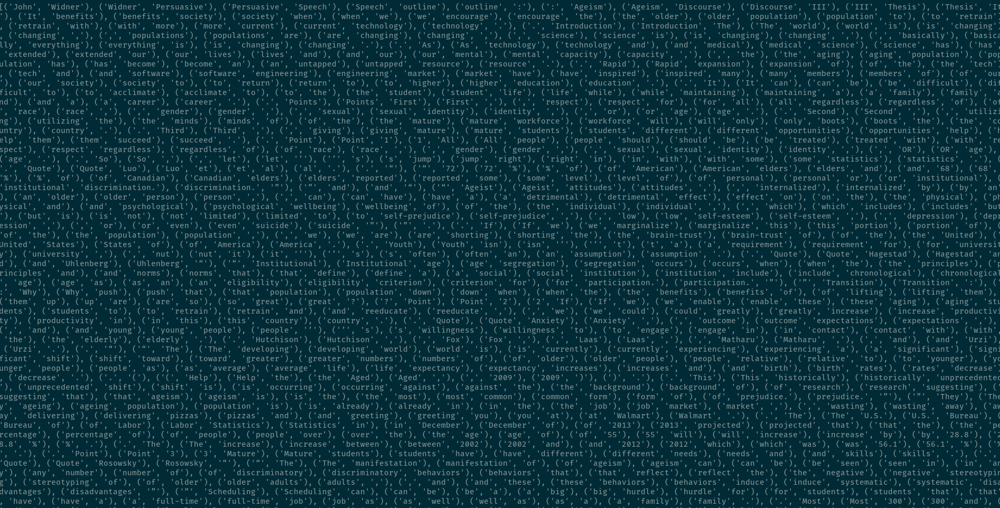 [('John', 'Widner'), ('Widner', 'Persuasive'), ('Persuasive', 'Speech'), ('Speech', 'outline'), ('outline', ':'), (':', 'Ageism'), ('Ageism', 'Discourse'), ('Discourse', 'III'), ('III', 'Thesis'), ('Thesis', 'It
'), ('It', 'benefits'), ('benefits', 'society'), ('society', 'when'), ('when', 'we'), ('we', 'encourage'), ('encourage', 'the'), ('the', 'older'), ('older', 'population'), ('population', 'to'), ('to', 'retrain')
, ('retrain', 'with'), ('with', 'more'), ('more', 'current'), ('current', 'technology'), ('technology', '.'), ('.', 'Introduction'), ('Introduction', 'The'), ('The', 'world'), ('world', 'is'), ('is', 'changing'
, ('changing', ','), (',', 'populations'), ('populations', 'are'), ('are', 'changing'), ('changing', ','), (',', 'science'), ('science', 'is'), ('is', 'changing'), ('changing', ','), (',', 'basically'), ('basica
lly', 'everything'), ('everything', 'is'), ('is', 'changing'), ('changing', '.'), ('.', 'As'), ('As', 'technology'), ('technology', 'and'), ('and', 'medical'), ('medical', 'science'), ('science', 'has'), ('has'
'extended'), ('extended', 'our'), ('our', 'lives'), ('lives', 'and'), ('and', 'our'), ('our', 'mental'), ('mental', 'capacity'), ('capacity', ','), (',', 'the'), ('the', 'aging'), ('aging', 'population'), ('pop
ulation', 'has'), ('has', 'become'), ('become', 'an'), ('an', 'untapped'), ('untapped', 'resource'), ('resource', '.'), ('.', 'Rapid'), ('Rapid', 'expansion'), ('expansion', 'of'), ('of', 'the'), ('the', 'tech'
, ('tech', 'and'), ('and', 'software'), ('software', 'engineering'), ('engineering', 'market'), ('market', 'have'), ('have', 'inspired'), ('inspired', 'many'), ('many', 'members'), ('members', 'of'), ('of', 'our
'), ('our', 'society'), ('society', 'to'), ('to', 'return'), ('return', 'to'), ('to', 'higher'), ('higher', 'education'), ('education', '.'), ('.', 'It'), ('It', 'can'), ('can', 'be'), ('be', 'difficult'), ('dif
ficult', 'to'), ('to', 'acclimate'), ('acclimate', 'to'), ('to', 'the'), ('the', 'student'), ('student', 'life'), ('life', 'while'), ('while', 'maintaining'), ('maintaining', 'a'), ('a', 'family'), ('family', 'a
nd'), ('and', 'a'), ('a', 'career'), ('career', '.'), ('.', 'Points'), ('Points', 'First'), ('First', ','), (',', 'respect'), ('respect', 'for'), ('for', 'all'), ('all', 'regardless'), ('regardless', 'of'), ('of
', 'race'), ('race', ','), (',', 'gender'), ('gender', ','), (',', 'sexual'), ('sexual', 'identity'), ('identity', ','), (',', 'or'), ('or', 'age'), ('age', '.'), ('.', 'Second'), ('Second', ','), (',', 'utilizi
ng'), ('utilizing', 'the'), ('the', 'minds'), ('minds', 'of'), ('of', 'the'), ('the', 'mature'), ('mature', 'workforce'), ('workforce', 'will'), ('will', 'only'), ('only', 'boots'), ('boots', 'the'), ('the', 'co
untry'), ('country', '.'), ('.', 'Third'), ('Third', ','), (',', 'giving'), ('giving', 'mature'), ('mature', 'students'), ('students', 'different'), ('different', 'opportunities'), ('opportunities', 'help'), ('h
elp', 'them'), ('them', 'succeed'), ('succeed', '.'), ('.', 'Point'), ('Point', '1'), ('1', 'All'), ('All', 'people'), ('people', 'should'), ('should', 'be'), ('be', 'treated'), ('treated', 'with'), ('with', 're
spect'), ('respect', 'regardless'), ('regardless', 'of'), ('of', 'race'), ('race', ','), (',', 'gender'), ('gender', ','), (',', 'sexual'), ('sexual', 'identity'), ('identity', ','), (',', 'OR'), ('OR', 'age'),
('age', '.'), ('.', 'So'), ('So', ','), (',', 'let'), ('let', '’'), ('’', 's'), ('s', 'jump'), ('jump', 'right'), ('right', 'in'), ('in', 'with'), ('with', 'some'), ('some', 'statistics'), ('statistics', '.'), (
'.', 'Quote'), ('Quote', 'Luo'), ('Luo', 'et'), ('et', 'al'), ('al', '.'), ('.', '“'), ('“', '72'), ('72', '%'), ('%', 'of'), ('of', 'American'), ('American', 'elders'), ('elders', 'and'), ('and', '68'), ('68',
'%'), ('%', 'of'), ('of', 'Canadian'), ('Canadian', 'elders'), ('elders', 'reported'), ('reported', 'some'), ('some', 'level'), ('level', 'of'), ('of', 'personal'), ('personal', 'or'), ('or', 'institutional'), (
'institutional', 'discrimination.'), ('discrimination.', '”'), ('”', 'and'), ('and', '“'), ('“', 'Ageist'), ('Ageist', 'attitudes'), ('attitudes', ','), (',', 'internalized'), ('internalized', 'by'), ('by', 'an'
), ('an', 'older'), ('older', 'person'), ('person', ','), (',', 'can'), ('can', 'have'), ('have', 'a'), ('a', 'detrimental'), ('detrimental', 'effect'), ('effect', 'on'), ('on', 'the'), ('the', 'physical'), ('ph
ysical', 'and'), ('and', 'psychological'), ('psychological', 'wellbeing'), ('wellbeing', 'of'), ('of', 'the'), ('the', 'individual'), ('individual', ','), (',', 'which'), ('which', 'includes'), ('includes', 'but
'), ('but', 'is'), ('is', 'not'), ('not', 'limited'), ('limited', 'to'), ('to', 'self-prejudice'), ('self-prejudice', ','), (',', 'low'), ('low', 'self-esteem'), ('self-esteem', ','), (',', 'depression'), ('depr
ession', ','), (',', 'or'), ('or', 'even'), ('even', 'suicide'), ('suicide', '”'), ('”', '.'), ('.', 'If'), ('If', 'we'), ('we', 'marginalize'), ('marginalize', 'this'), ('this', 'portion'), ('portion', 'of'), (
'of', 'the'), ('the', 'population'), ('population', ','), (',', 'we'), ('we', 'are'), ('are', 'shorting'), ('shorting', 'the'), ('the', 'brain-trust'), ('brain-trust', 'of'), ('of', 'the'), ('the', 'United'), ('
United', 'States'), ('States', 'of'), ('of', 'America'), ('America', '.'), ('.', 'Youth'), ('Youth', 'isn'), ('isn', '’'), ('’', 't'), ('t', 'a'), ('a', 'requirement'), ('requirement', 'for'), ('for', 'universit
y'), ('university', ','), (',', 'nut'), ('nut', 'it'), ('it', '’'), ('’', 's'), ('s', 'often'), ('often', 'an'), ('an', 'assumption'), ('assumption', '.'), ('.', 'Quote'), ('Quote', 'Hagestad'), ('Hagestad', 'an
d'), ('and', 'Uhlenberg'), ('Uhlenberg', '“'), ('“', 'Institutional'), ('Institutional', 'age'), ('age', 'segregation'), ('segregation', 'occurs'), ('occurs', 'when'), ('when', 'the'), ('the', 'principles'), ('p
rinciples', 'and'), ('and', 'norms'), ('norms', 'that'), ('that', 'define'), ('define', 'a'), ('a', 'social'), ('social', 'institution'), ('institution', 'include'), ('include', 'chronological'), ('chronological
', 'age'), ('age', 'as'), ('as', 'an'), ('an', 'eligibility'), ('eligibility', 'criterion'), ('criterion', 'for'), ('for', 'participation.'), ('participation.', '”'), ('”', 'Transition'), ('Transition', ':'), ('
:', 'Why'), ('Why', 'push'), ('push', 'that'), ('that', 'population'), ('population', 'down'), ('down', 'when'), ('when', 'the'), ('the', 'benefits'), ('benefits', 'of'), ('of', 'lifting'), ('lifting', 'them'),
('them', 'up'), ('up', 'are'), ('are', 'so'), ('so', 'great'), ('great', '?'), ('?', 'Point'), ('Point', '2'), ('2', 'If'), ('If', 'we'), ('we', 'enable'), ('enable', 'these'), ('these', 'aging'), ('aging', 'stu
dents'), ('students', 'to'), ('to', 'retrain'), ('retrain', 'and'), ('and', 'reeducate'), ('reeducate', ','), (',', 'we'), ('we', 'could'), ('could', 'greatly'), ('greatly', 'increase'), ('increase', 'productivi
ty'), ('productivity', 'in'), ('in', 'this'), ('this', 'country'), ('country', '.'), ('.', 'Quote'), ('Quote', 'Anxiety'), ('Anxiety', ','), (',', 'outcome'), ('outcome', 'expectations'), ('expectations', ','),
(',', 'and'), ('and', 'young'), ('young', 'people'), ('people', '’'), ('’', 's'), ('s', 'willingness'), ('willingness', 'to'), ('to', 'engage'), ('engage', 'in'), ('in', 'contact'), ('contact', 'with'), ('with',
'the'), ('the', 'elderly'), ('elderly', '.'), ('.', 'Hutchison'), ('Hutchison', ','), (',', 'Fox'), ('Fox', ','), (',', 'Laas'), ('Laas', ','), (',', 'Matharu'), ('Matharu', ','), (',', 'and'), ('and', 'Urzi'),
('Urzi', '.'), ('.', '“'), ('“', 'The'), ('The', 'developing'), ('developing', 'world'), ('world', 'is'), ('is', 'currently'), ('currently', 'experiencing'), ('experiencing', 'a'), ('a', 'significant'), ('signi
ficant', 'shift'), ('shift', 'toward'), ('toward', 'greater'), ('greater', 'numbers'), ('numbers', 'of'), ('of', 'older'), ('older', 'people'), ('people', 'relative'), ('relative', 'to'), ('to', 'younger'), ('yo
unger', 'people'), ('people', 'as'), ('as', 'average'), ('average', 'life'), ('life', 'expectancy'), ('expectancy', 'increases'), ('increases', 'and'), ('and', 'birth'), ('birth', 'rates'), ('rates', 'decrease')
, ('decrease', '.'), ('.', '('), ('(', 'Help'), ('Help', 'the'), ('the', 'Aged'), ('Aged', ','), (',', '2009'), ('2009', ')'), (')', '.'), ('.', 'This'), ('This', 'historically'), ('historically', 'unprecedented
'), ('unprecedented', 'shift'), ('shift', 'is'), ('is', 'occurring'), ('occurring', 'against'), ('against', 'the'), ('the', 'background'), ('background', 'of'), ('of', 'research'), ('research', 'suggesting'), ('
suggesting', 'that'), ('that', 'ageism'), ('ageism', 'is'), ('is', 'the'), ('the', 'most'), ('most', 'common'), ('common', 'form'), ('form', 'of'), ('of', 'prejudice.'), ('prejudice.', '”'), ('”', 'They'), ('The
y', 'ageing'), ('ageing', 'population'), ('population', 'is'), ('is', 'already'), ('already', 'in'), ('in', 'the'), ('the', 'job'), ('job', 'market'), ('market', ','), (',', 'wasting'), ('wasting', 'away'), ('aw
ay', 'delivering'), ('delivering', 'pizzas'), ('pizzas', 'and'), ('and', 'greeting'), ('greeting', 'you'), ('you', 'at'), ('at', 'Walmart'), ('Walmart', '.'), ('.', 'The'), ('The', 'U.S.'), ('U.S.', 'Bureau'), (
'Bureau', 'of'), ('of', 'Labor'), ('Labor', 'Statistics'), ('Statistics', 'in'), ('in', 'December'), ('December', 'of'), ('of', '2013'), ('2013', 'projected'), ('projected', 'that'), ('that', 'the'), ('the', 'pe
rcentage', 'of'), ('of', 'people'), ('people', 'over'), ('over', 'the'), ('the', 'age'), ('age', 'of'), ('of', '55'), ('55', 'will'), ('will', 'increase'), ('increase', 'by'), ('by', '28.8'), ('2
8.8', '%'), ('%', '.'), ('.', 'The'), ('The', 'increase'), ('increase', 'between'), ('between', '2002'), ('2002', 'and'), ('and', '2012'), ('2012', 'which'), ('which', 'was'), ('was', '56.1'), ('56.1', '%'), ('%
', '.'), ('.', 'Point'), ('Point', '3'), ('3', 'Mature'), ('Mature', 'students'), ('students', 'have'), ('have', 'different'), ('different', 'needs'), ('needs', 'and'), ('and', 'skills'), ('skills', '.'), ('.',
'Quote'), ('Quote', 'Rosowsky'), ('Rosowsky', '“'), ('“', 'The'), ('The', 'manifestation'), ('manifestation', 'of'), ('of', 'ageism'), ('ageism', 'can'), ('can', 'be'), ('be', 'seen'), ('seen', 'in'), ('in', 'an
y'), ('any', 'number'), ('number', 'of'), ('of', 'discriminatory'), ('discriminatory', 'behaviors'), ('behaviors', 'that'), ('that', 'reflect'), ('reflect', 'the'), ('the', 'negative'), ('negative', 'stereotypin
g'), ('stereotyping', 'of'), ('of', 'older'), ('older', 'adults'), ('adults', ','), (',', 'and'), ('and', 'these'), ('these', 'behaviors'), ('behaviors', 'induce'), ('induce', 'systematic'), ('systematic', 'disa
dvantages'), ('disadvantages', '”'), ('”', 'Scheduling'), ('Scheduling', 'can'), ('can', 'be'), ('be', 'a'), ('a', 'big'), ('big', 'hurdle'), ('hurdle', 'for'), ('for', 'students'), ('students', 'that'), ('that'
, 'have'), ('have', 'a'), ('a', 'full-time'), ('full-time', 'job'), ('job', 'as'), ('as', 'well'), ('well', 'as'), ('as', 'a'), ('a', 'family'), ('family', '.'), ('.', 'Most'), ('Most', '300'), ('300', 'and'), (